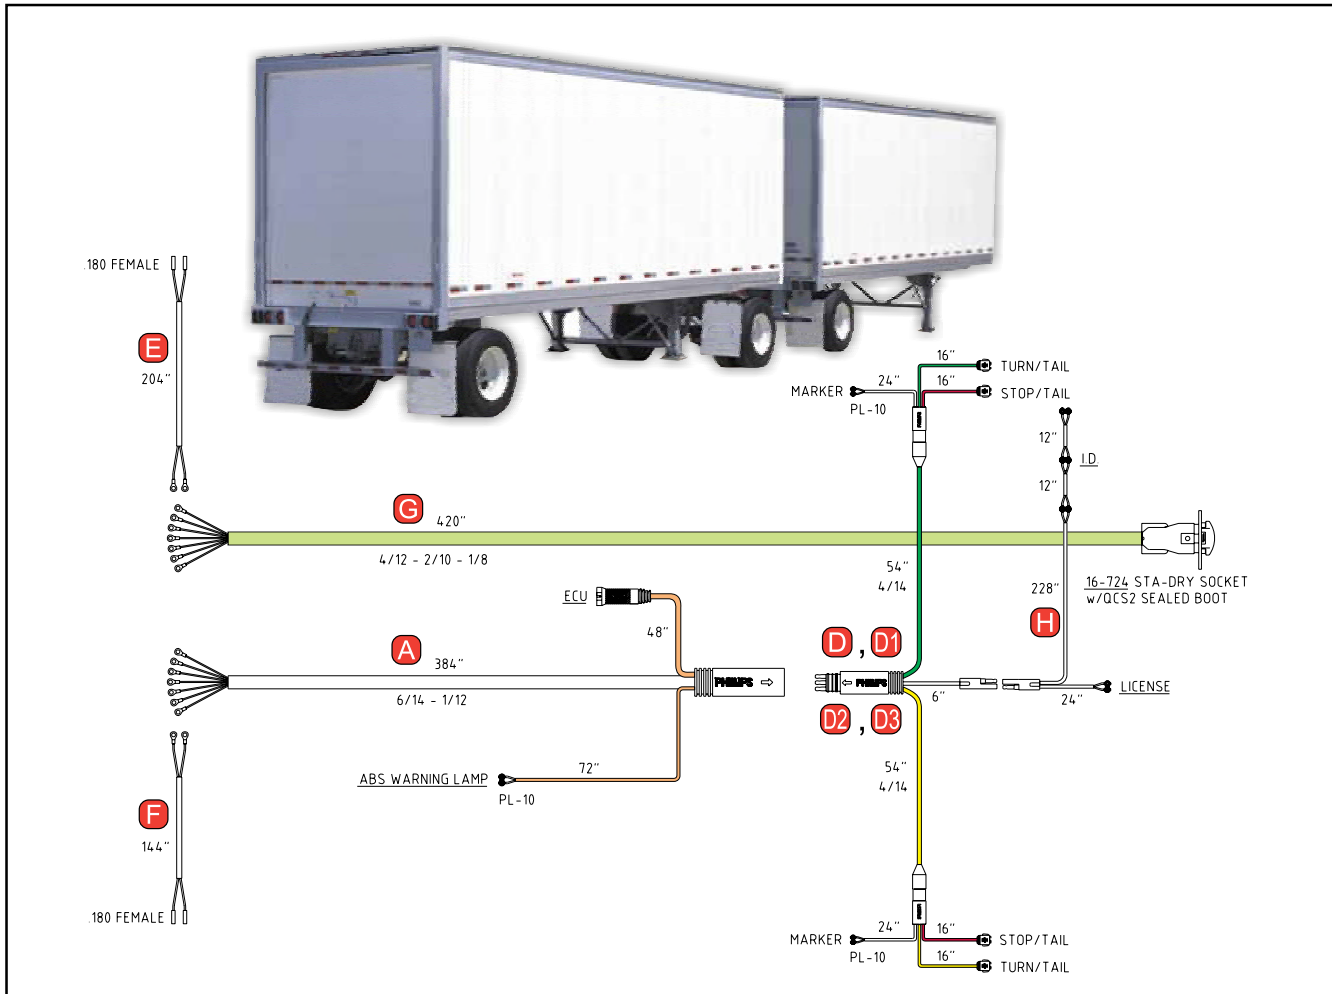 .180 FEMALE
E
204"
16"
TURN/TAIL
24"
16"
MARKER
STOP/TAIL
PL-10
12"
I.D.
12"
G
420"
4/12 - 2/10 - 1/8
54"
4/14
228"
16-724 STA-DRY SOCKET
w/QCS2 SEALED BOOT
ECU
48"
H
A
384"
6/14 - 1/12
D , D1
PHILLIPS
PHILLIPS
6"
24"
LICENSE
D2 , D3
ABS WARNING LAMP
72"
PL-10
54"
4/14
F
144"
.180 FEMALE
24"
16"
MARKER
STOP/TAIL
PL-10
16"
TURN/TAIL